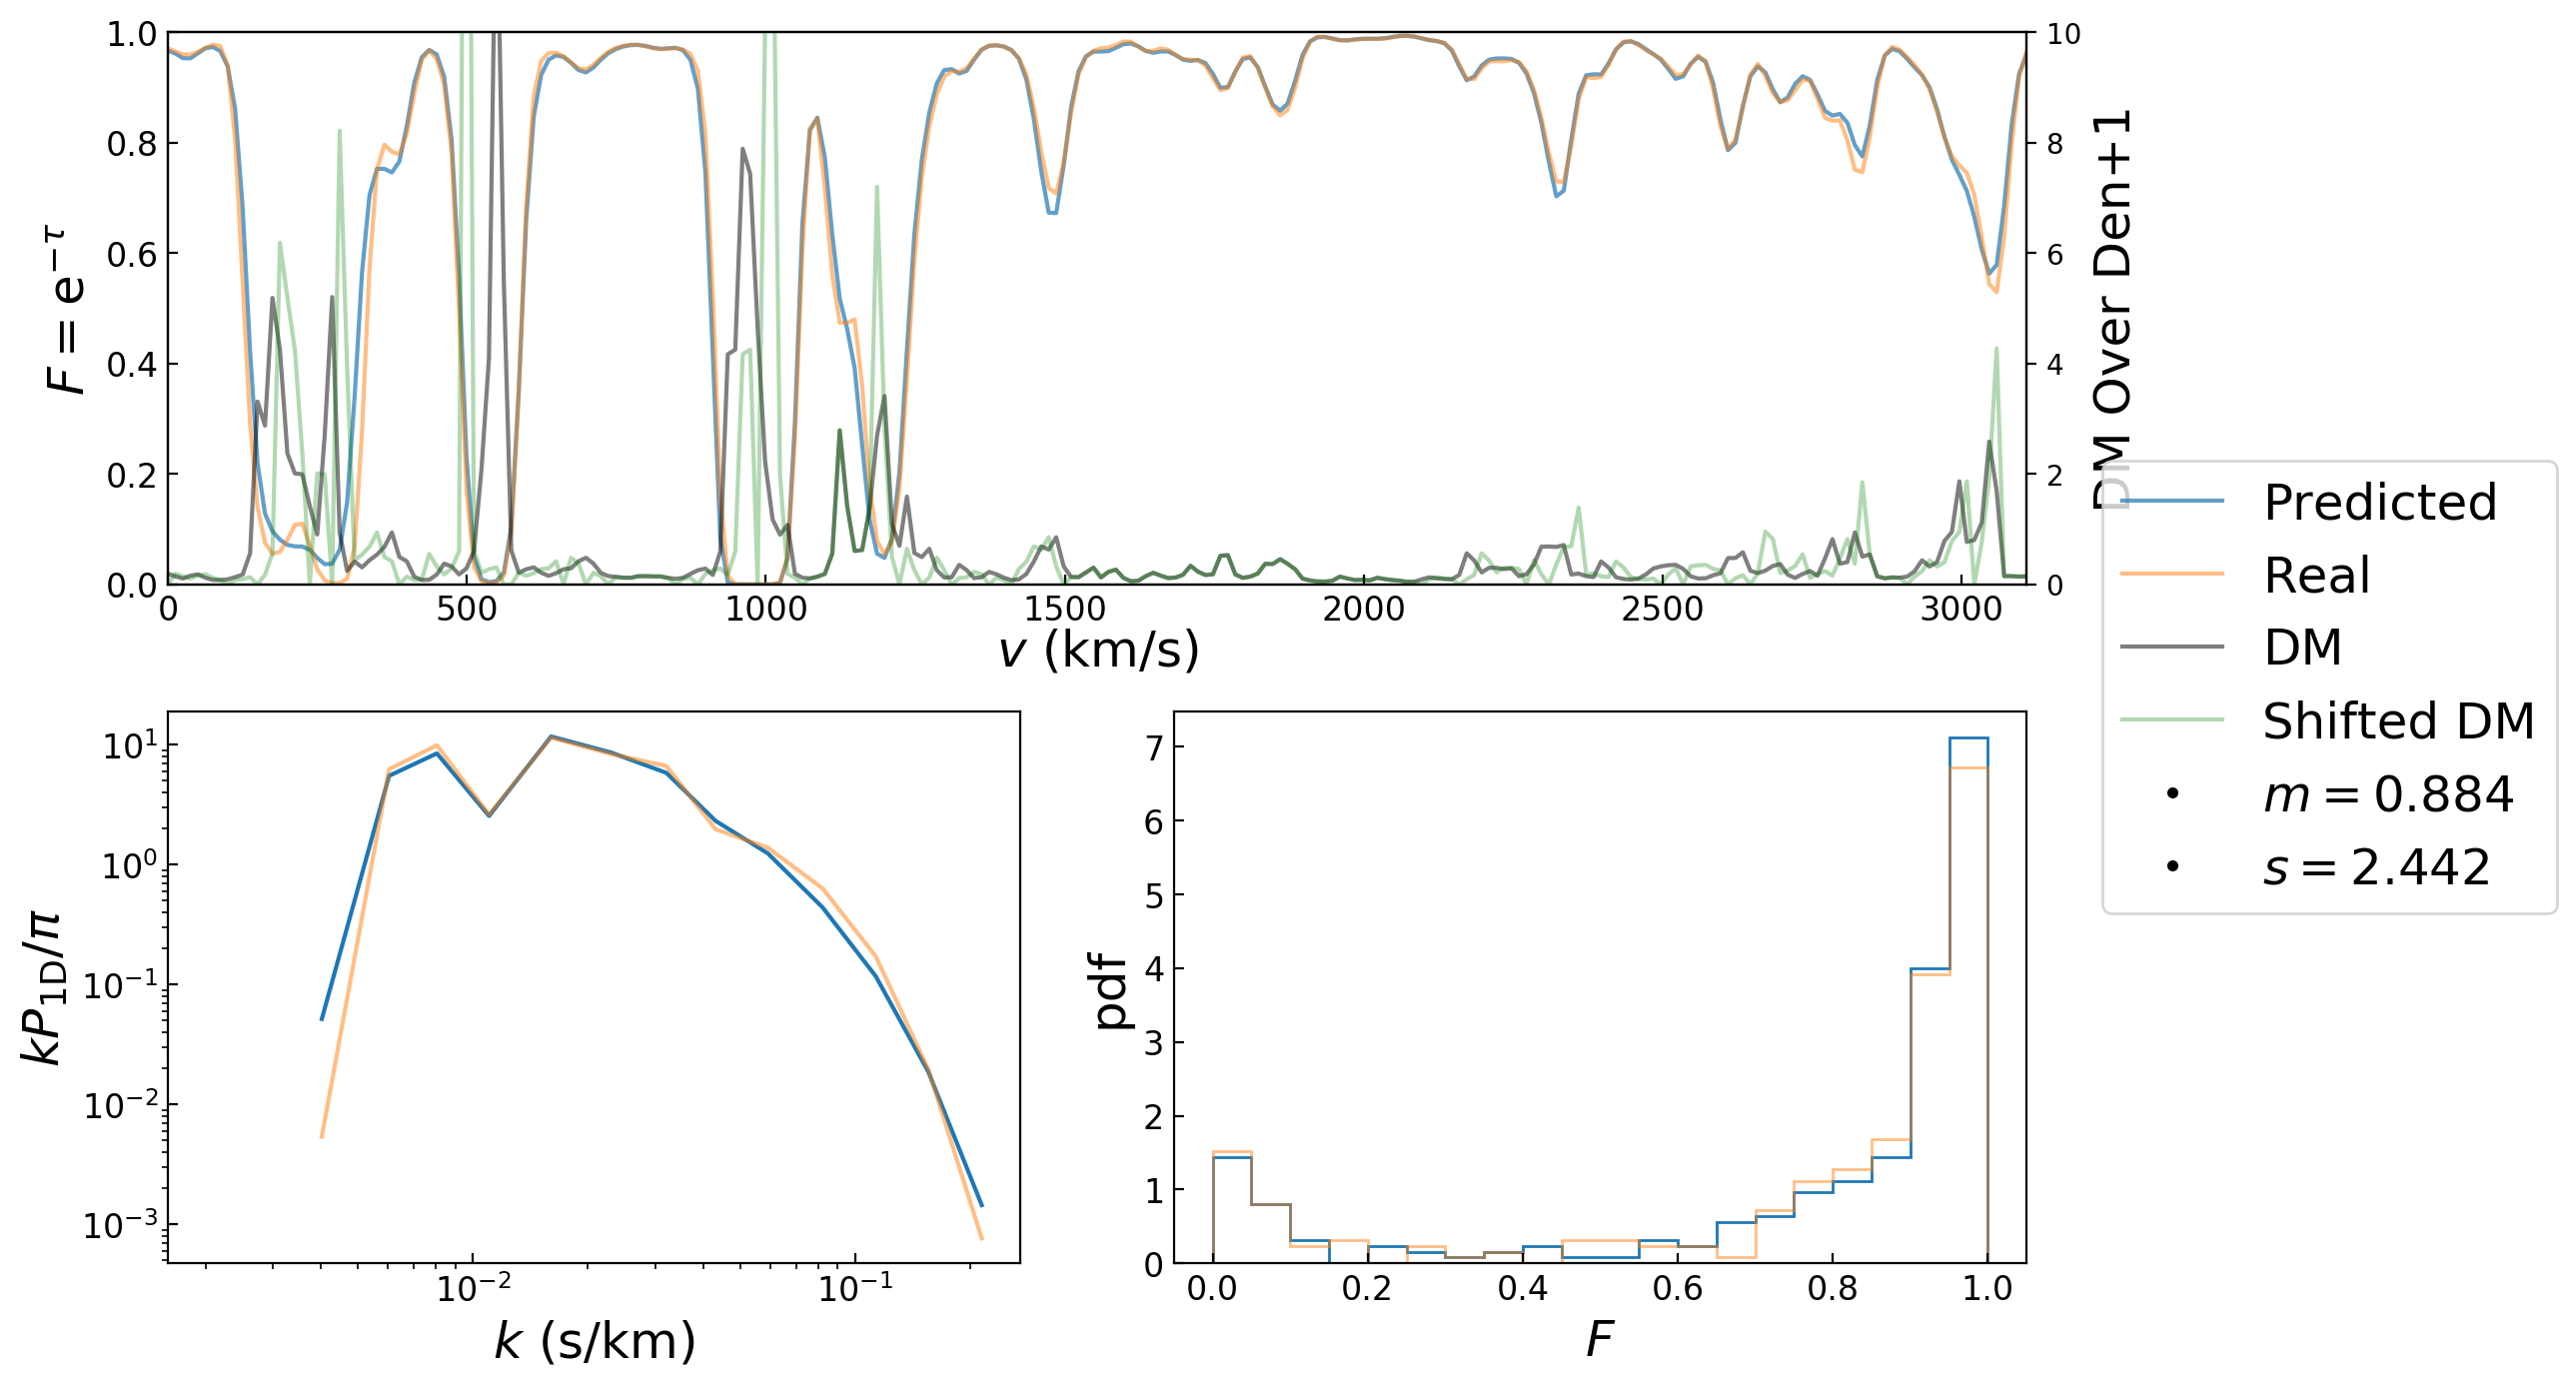 1.0
0.8
0.6
0.4
0.2
0.0
F = e^{−τ}
10
8
6
4
2
0
DM Over Den+1
0 500 1000 1500 2000 2500 3000
v (km/s)
Predicted
Real
DM
Shifted DM
m = 0.884
s = 2.442
10^1
10^0
10^{−1}
10^{−2}
10^{−3}
kP_{1D}/π
10^{−2} 10^{−1}
k (s/km)
7
6
5
4
3
2
1
0
pdf
0.0 0.2 0.4 0.6 0.8 1.0
F